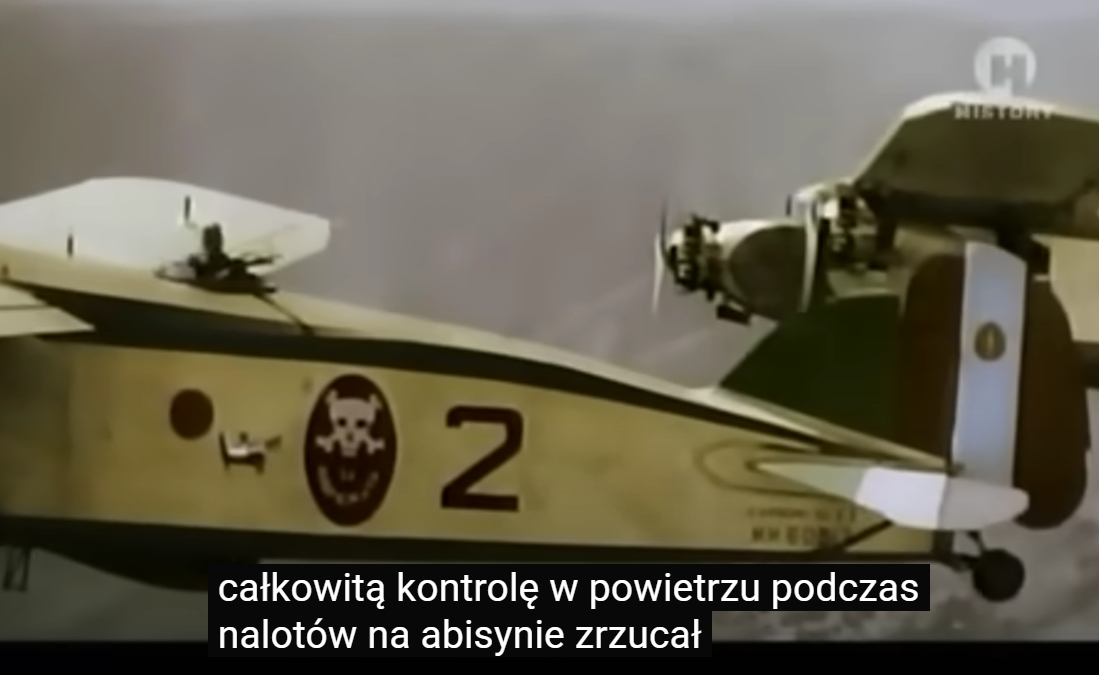 H
HISTORY
2
całkowitą kontrolę w powietrzu podczas
nalotów na abisynie zrzucał